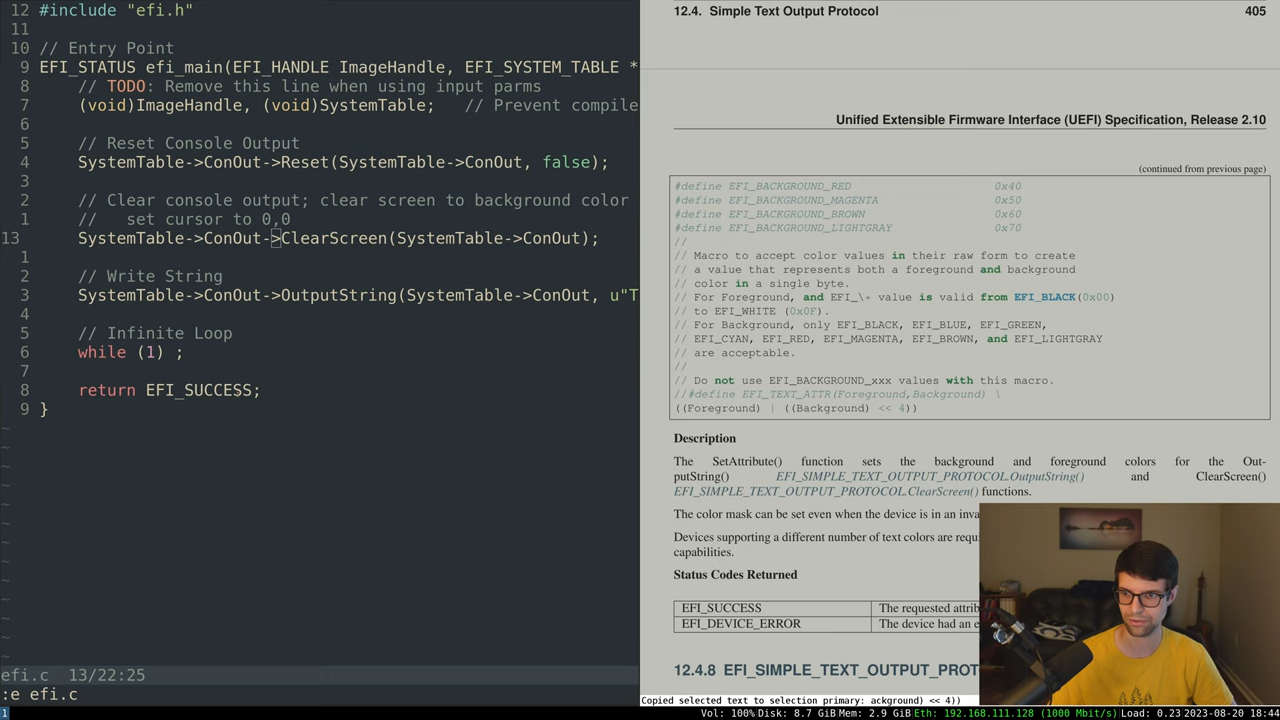 12 #include "efi.h"
11
10 // Entry Point
9 EFI_STATUS efi_main(EFI_HANDLE ImageHandle, EFI_SYSTEM_TABLE *
8     // TODO: Remove this line when using input parms
7     (void)ImageHandle, (void)SystemTable;   // Prevent compile
6
5     // Reset Console Output
4     SystemTable->ConOut->Reset(SystemTable->ConOut, false);
3
2     // Clear console output; clear screen to background color
1     //   set cursor to 0,0
13     SystemTable->ConOut->ClearScreen(SystemTable->ConOut);
1
2     // Write String
3     SystemTable->ConOut->OutputString(SystemTable->ConOut, u"T
4
5     // Infinite Loop
6     while (1) ;
7
8     return EFI_SUCCESS;
9 }
~
~
~
~
~
~
~
~
~
~
~
~
~
efi.c  13/22:25
:e efi.c
12.4. Simple Text Output Protocol 405
Unified Extensible Firmware Interface (UEFI) Specification, Release 2.10
(continued from previous page)
#define EFI_BACKGROUND_RED 0x40
#define EFI_BACKGROUND_MAGENTA 0x50
#define EFI_BACKGROUND_BROWN 0x60
#define EFI_BACKGROUND_LIGHTGRAY 0x70
//
// Macro to accept color values in their raw form to create
// a value that represents both a foreground and background
// color in a single byte.
// For Foreground, and EFI_\* value is valid from EFI_BLACK(0x00)
// to EFI_WHITE (0x0F).
// For Background, only EFI_BLACK, EFI_BLUE, EFI_GREEN,
// EFI_CYAN, EFI_RED, EFI_MAGENTA, EFI_BROWN, and EFI_LIGHTGRAY
// are acceptable.
//
// Do not use EFI_BACKGROUND_xxx values with this macro.
//#define EFI_TEXT_ATTR(Foreground,Background) \
((Foreground) | ((Background) << 4))
Description
The SetAttribute() function sets the background and foreground colors for the Out-
putString() EFI_SIMPLE_TEXT_OUTPUT_PROTOCOL.OutputString() and ClearScreen()
EFI_SIMPLE_TEXT_OUTPUT_PROTOCOL.ClearScreen() functions.
The color mask can be set even when the device is in an inva
Devices supporting a different number of text colors are requi
capabilities.
Status Codes Returned
EFI_SUCCESS The requested attrib
EFI_DEVICE_ERROR The device had an e
12.4.8 EFI_SIMPLE_TEXT_OUTPUT_PROT
Copied selected text to selection primary: ackground) << 4))
1 Vol: 100% Disk: 8.7 GiB Mem: 2.9 GiB Eth: 192.168.111.128 (1000 Mbit/s) Load: 0.23 2023-08-20 18:44